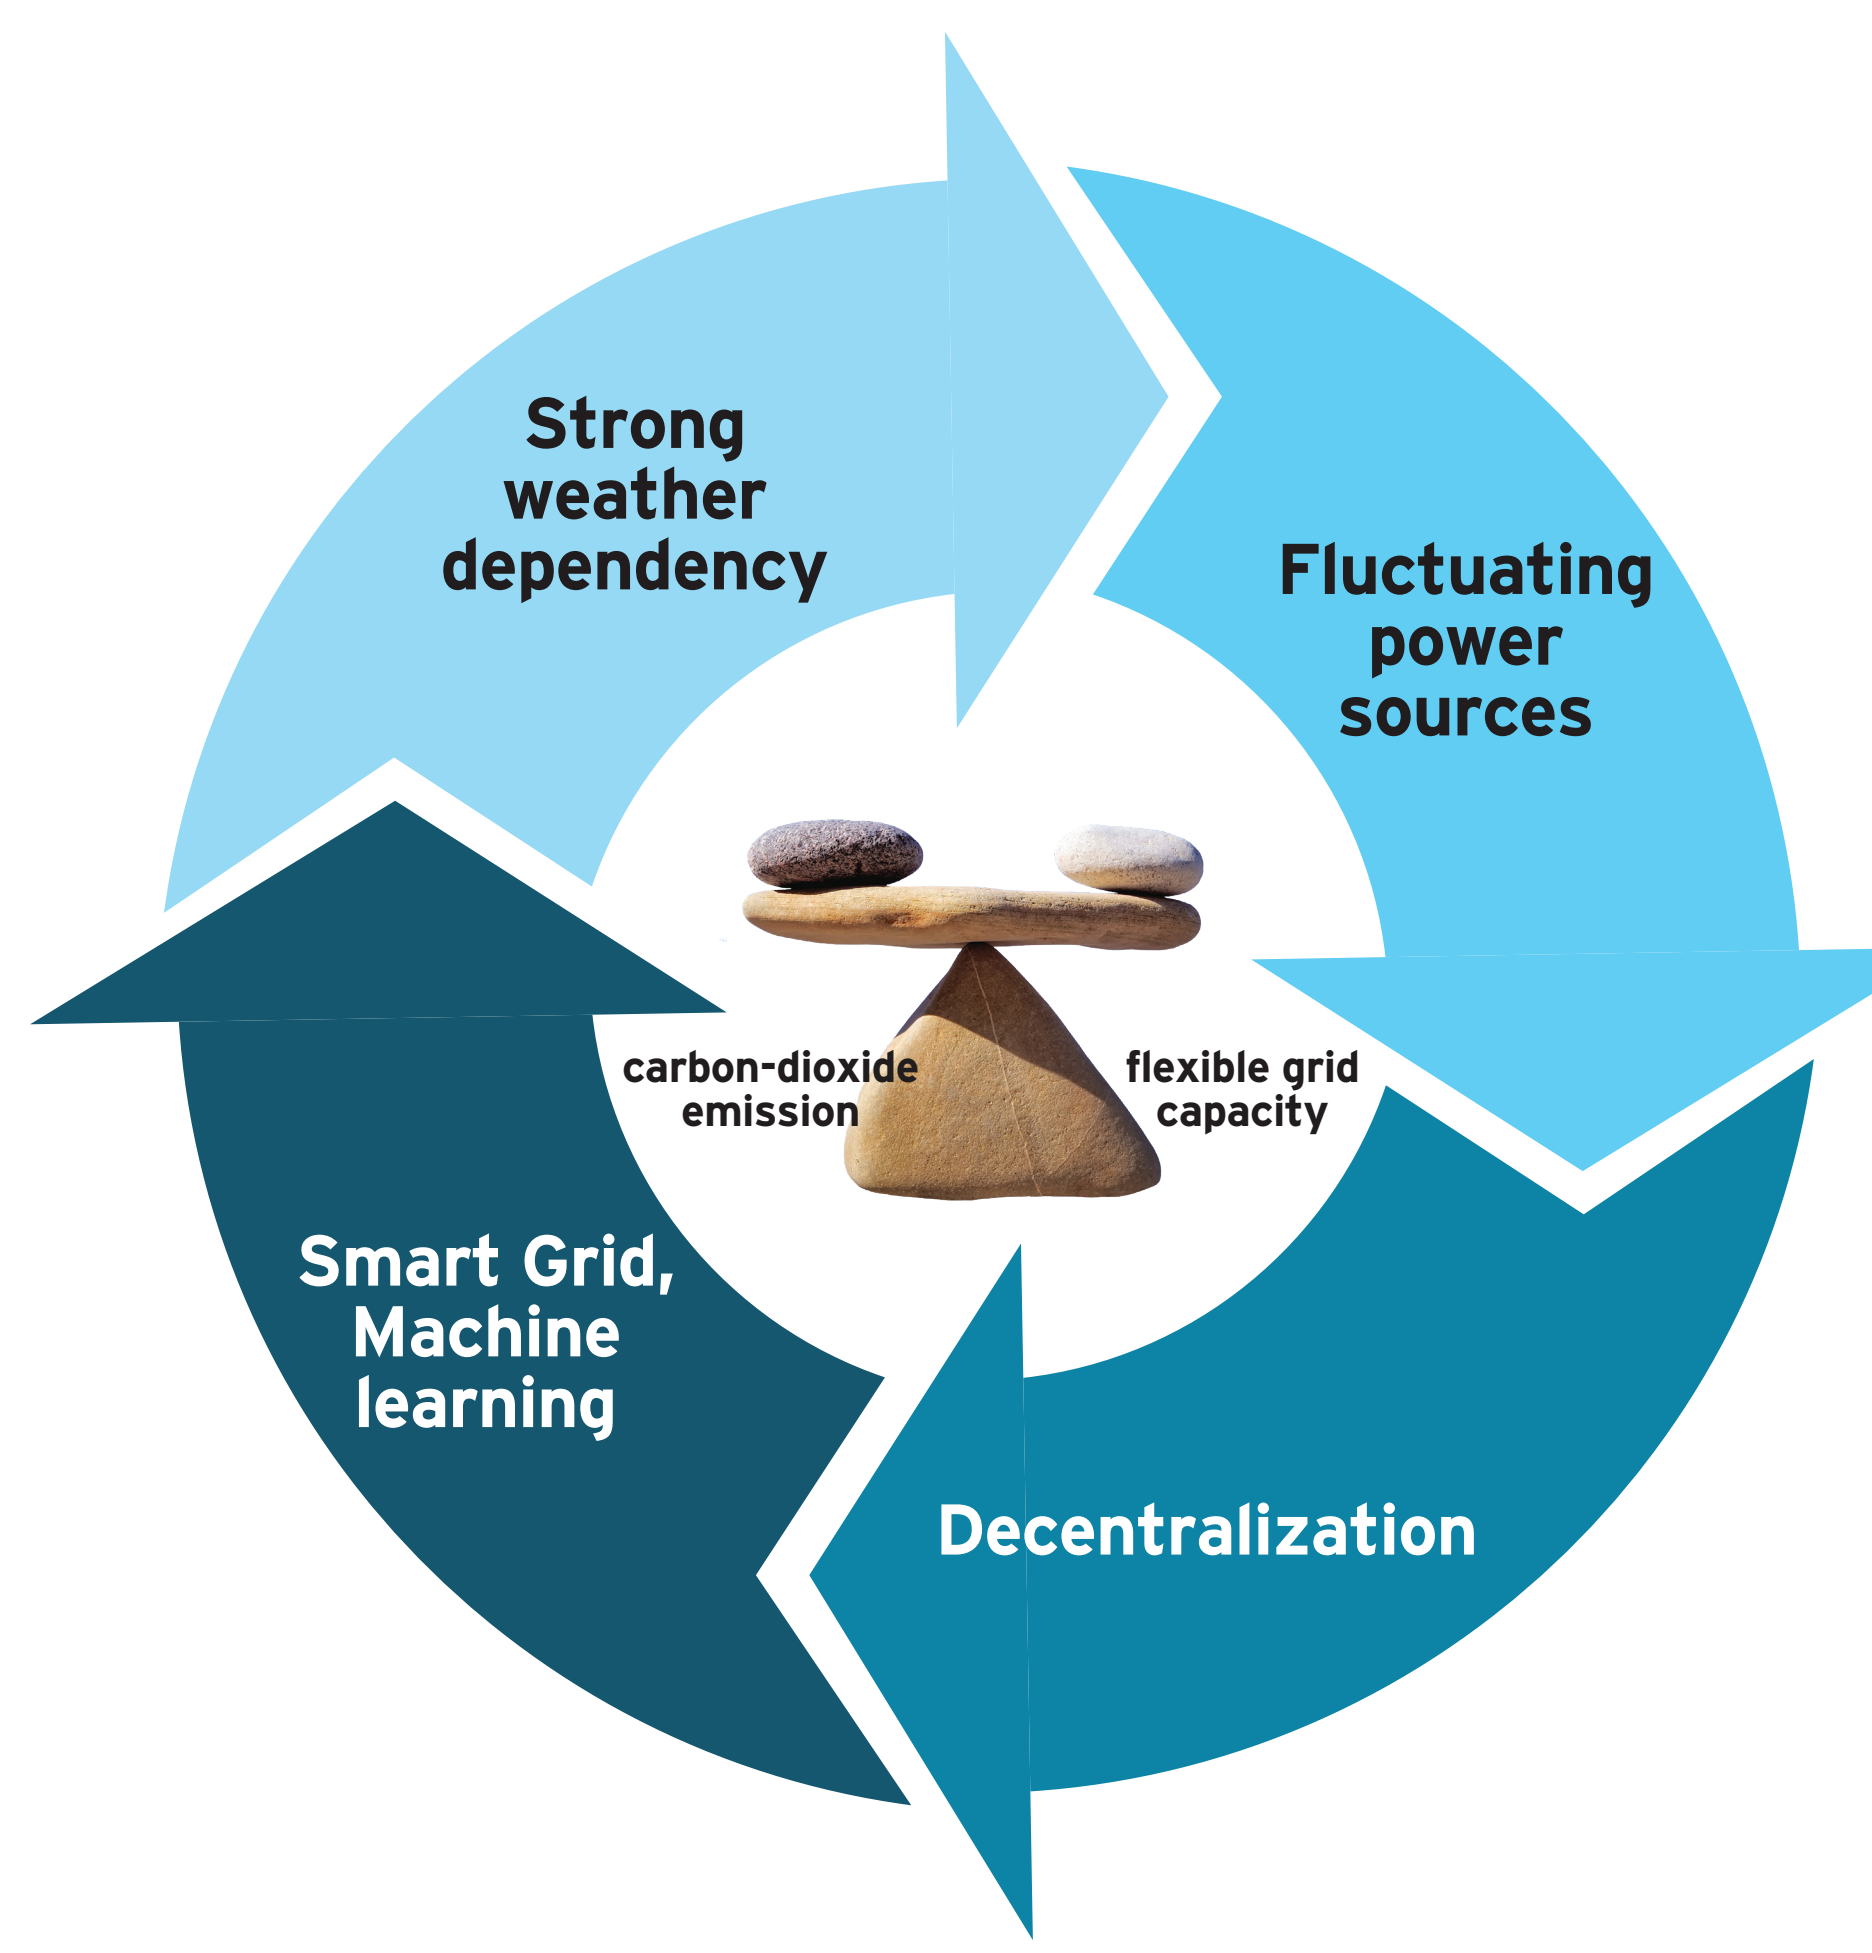 Strong
weather
dependency
Fluctuating
power
sources
carbon-dioxide
emission
flexible grid
capacity
Smart Grid,
Machine
learning
Decentralization